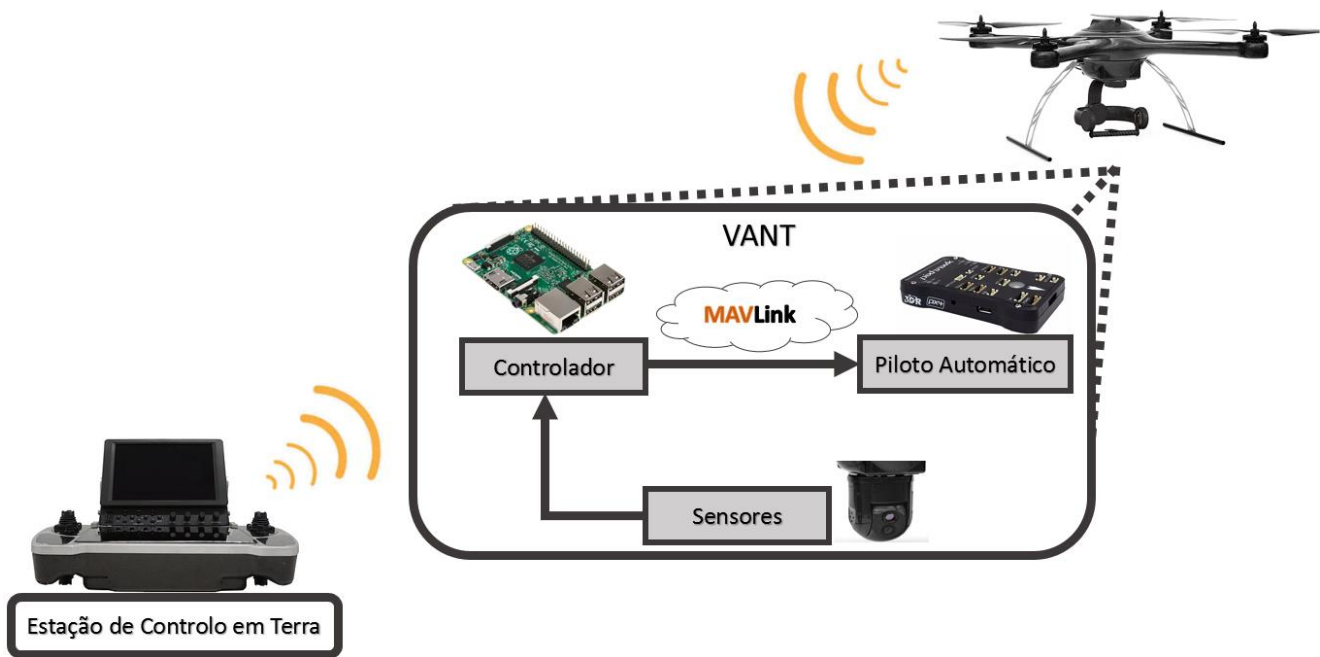 VANT
MAVLink
Controlador
Piloto Automático
Sensores
Estação de Controlo em Terra